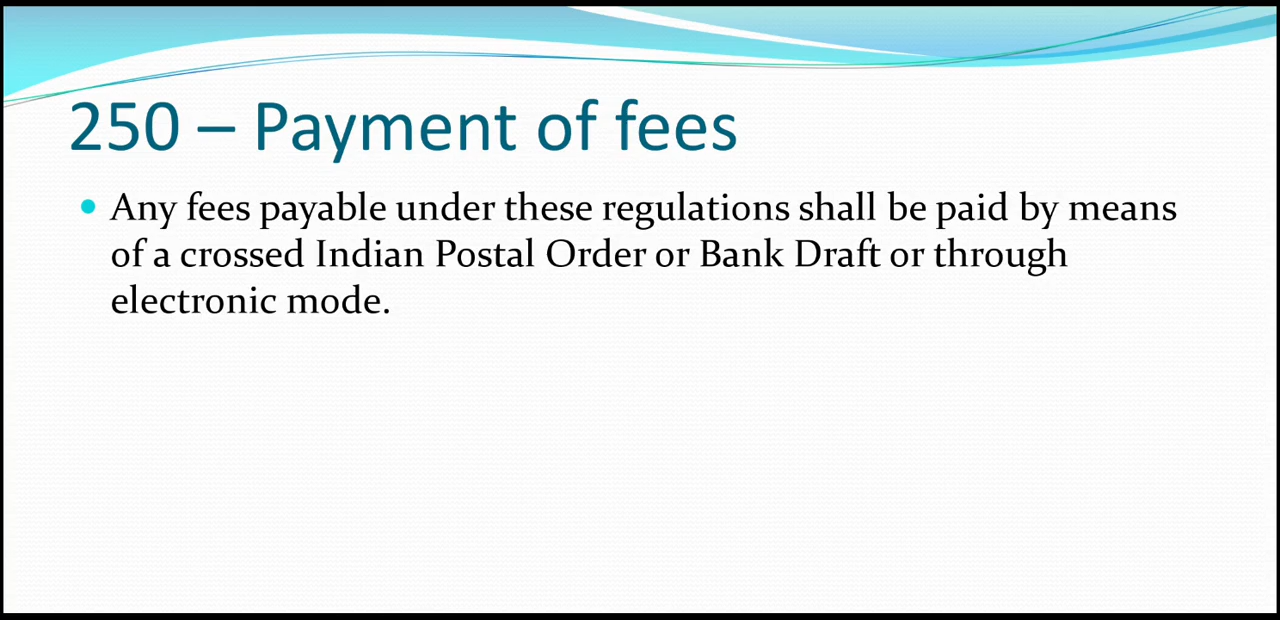 250 – Payment of fees
Any fees payable under these regulations shall be paid by means
of a crossed Indian Postal Order or Bank Draft or through
electronic mode.